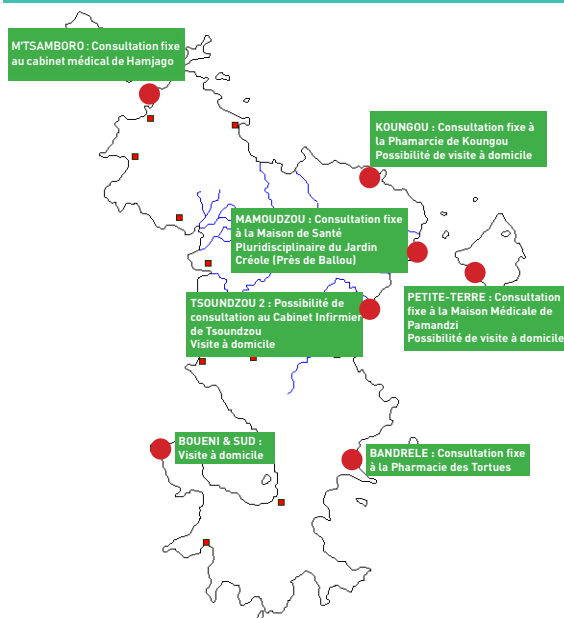 M'TSAMBORO : Consultation fixe
au cabinet médical de Hamjago
KOUNGOU : Consultation fixe à
la Phamarcie de Koungou
Possibilité de visite à domicile
MAMOUDZOU : Consultation fixe
à la Maison de Santé
Pluridisciplinaire du Jardin
Créole (Près de Ballou)
TSOUNDZOU 2 : Possibilité de
consultation au Cabinet Infirmier
de Tsoundzou
Visite à domicile
PETITE-TERRE : Consultation
fixe à la Maison Médicale de
Pamandzi
Possibilité de visite à domicile
BOUENI & SUD :
Visite à domicile
BANDRELE : Consultation fixe
à la Pharmacie des Tortues